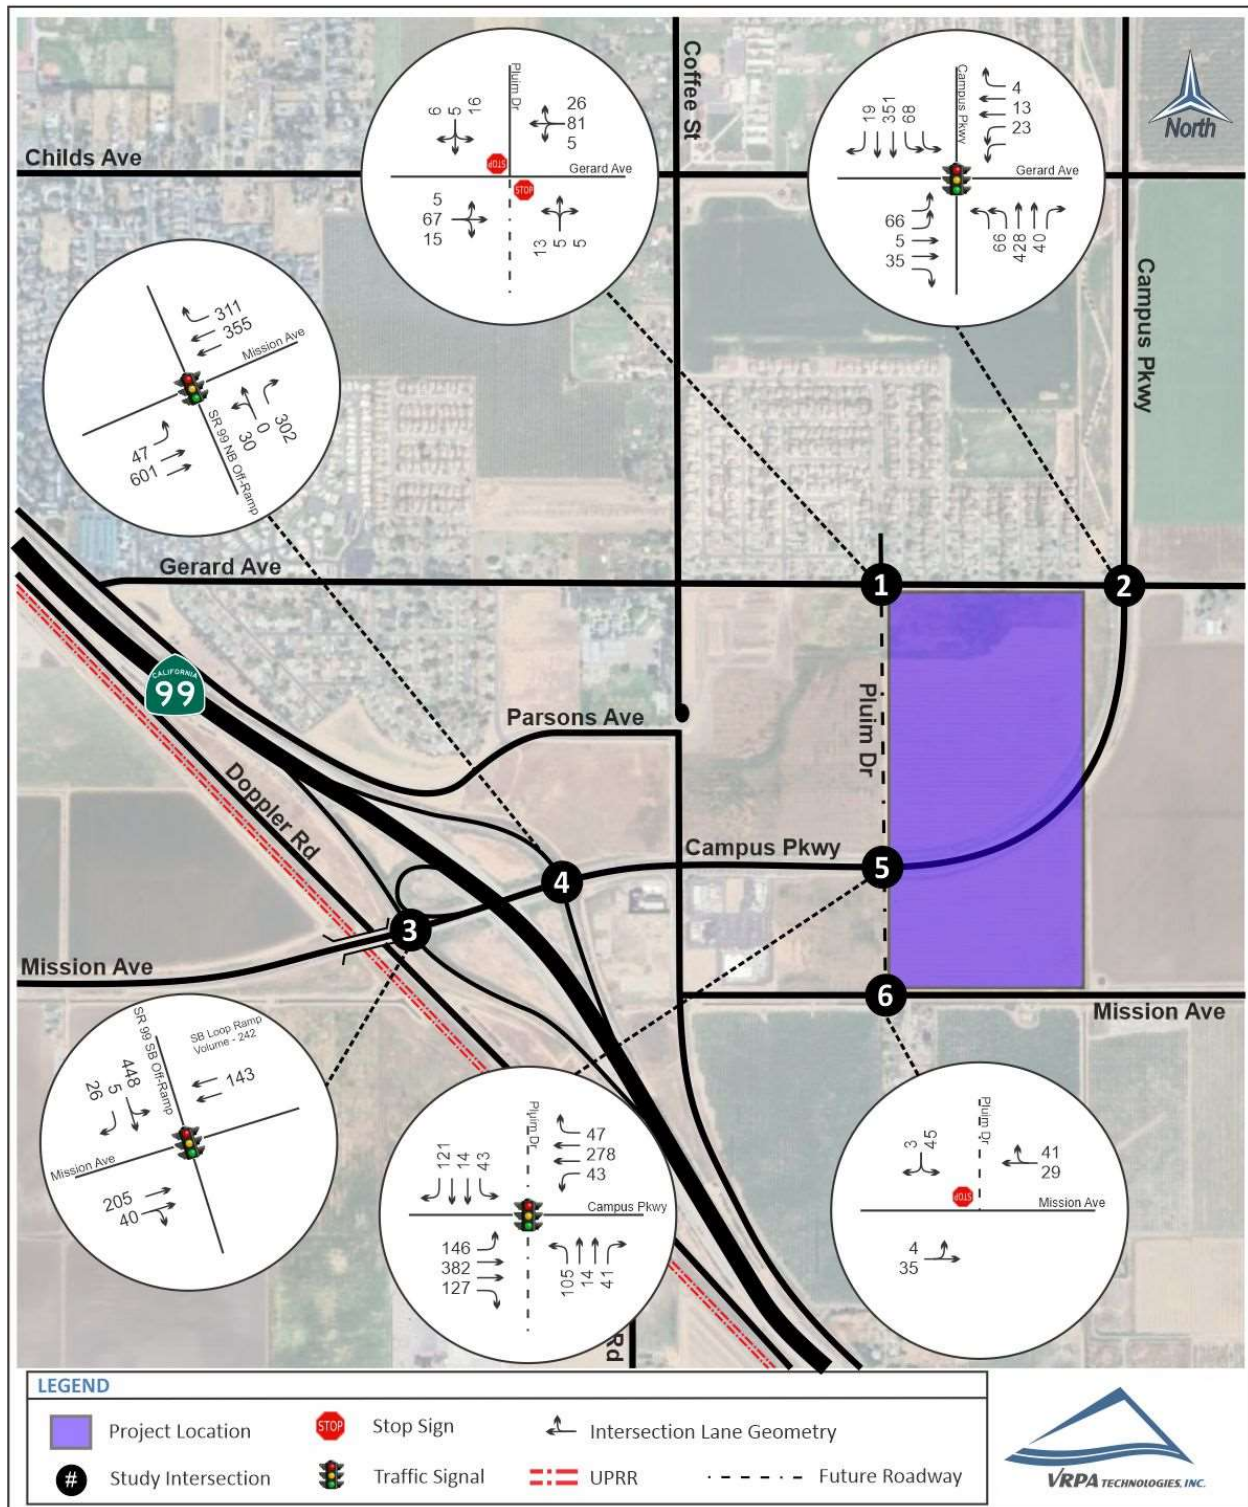 Childs Ave
Coffee St
Campus Pkwy
North
Pluim Dr
6 5 16
26
81
5
STOP
STOP
Gerard Ave
5
67
15
13 5 5
Campus Pkwy
19 351 68
4
13
23
Gerard Ave
66
5
35
66 428 40
311
355
Mission Ave
47
601
30 0 302
SR 99 NB Off-Ramp
Gerard Ave
1
2
CALIFORNIA
99
Parsons Ave
Pluim Dr
Doppler Rd
Campus Pkwy
5
4
3
Mission Ave
6
Mission Ave
SR 99 SB Off-Ramp
SB Loop Ramp
Volume - 242
26 5 448
143
Mission Ave
205
40
Pluim Dr
121 14 43
47
278
43
Campus Pkwy
146
382
127
105 14 41
Rd
Pluim Dr
3 45
41
29
STOP
Mission Ave
4
35
LEGEND
Project Location
STOP Stop Sign
Intersection Lane Geometry
# Study Intersection
Traffic Signal
UPRR
Future Roadway
VRPA TECHNOLOGIES, INC.